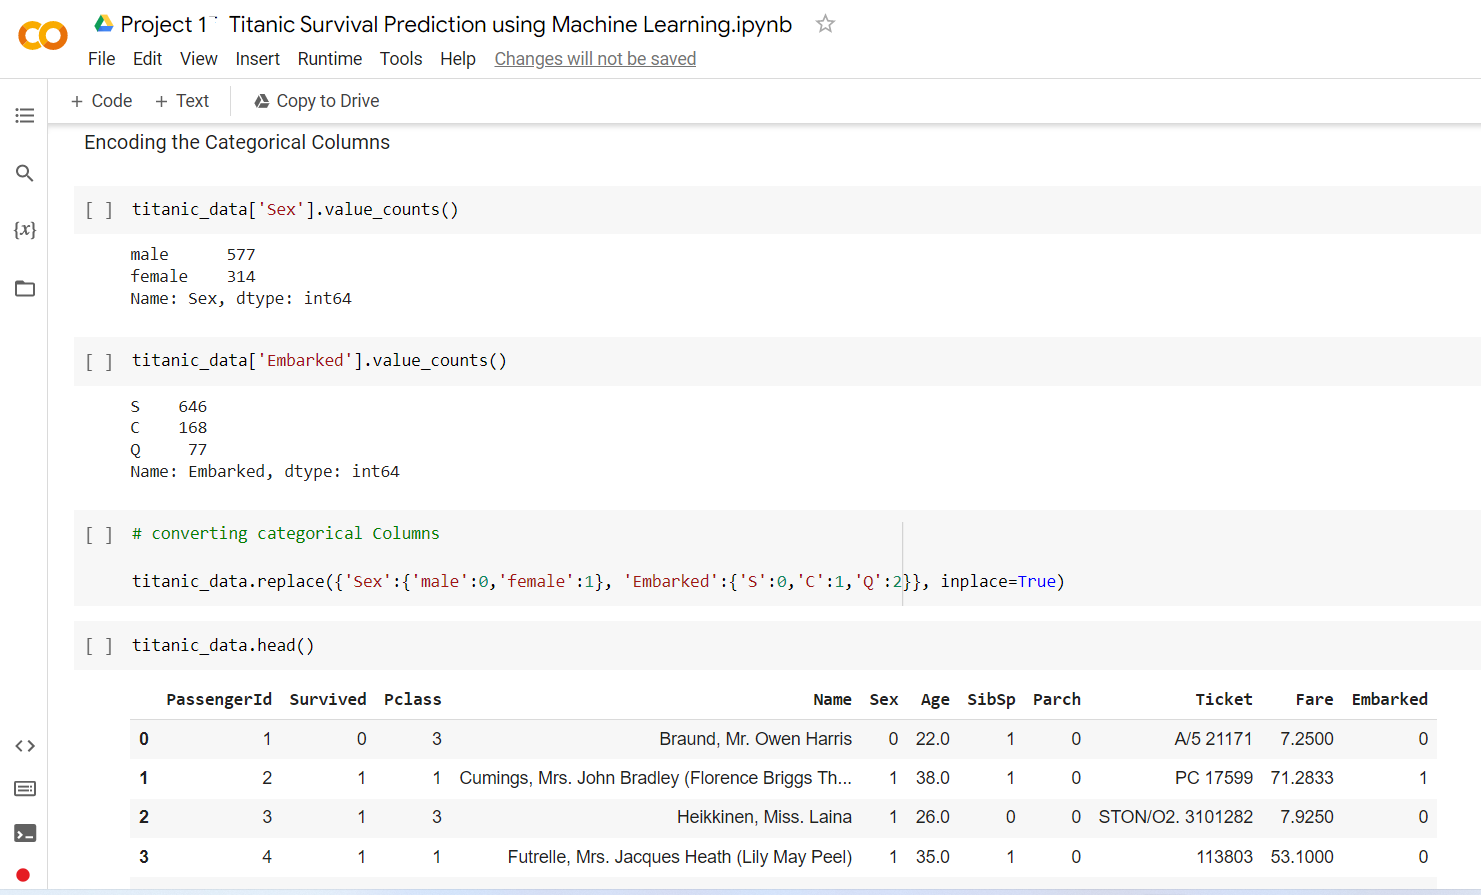 Project 1 Titanic Survival Prediction using Machine Learning.ipynb
File Edit View Insert Runtime Tools Help Changes will not be saved
+ Code + Text Copy to Drive
Encoding the Categorical Columns
[ ] titanic_data['Sex'].value_counts()
male 577
female 314
Name: Sex, dtype: int64
[ ] titanic_data['Embarked'].value_counts()
S 646
C 168
Q 77
Name: Embarked, dtype: int64
[ ] # converting categorical Columns
titanic_data.replace({'Sex':{'male':0,'female':1}, 'Embarked':{'S':0,'C':1,'Q':2}}, inplace=True)
[ ] titanic_data.head()
PassengerId Survived Pclass Name Sex Age SibSp Parch Ticket Fare Embarked
0 1 0 3 Braund, Mr. Owen Harris 0 22.0 1 0 A/5 21171 7.2500 0
1 2 1 1 Cumings, Mrs. John Bradley (Florence Briggs Th... 1 38.0 1 0 PC 17599 71.2833 1
2 3 1 3 Heikkinen, Miss. Laina 1 26.0 0 0 STON/O2. 3101282 7.9250 0
3 4 1 1 Futrelle, Mrs. Jacques Heath (Lily May Peel) 1 35.0 1 0 113803 53.1000 0